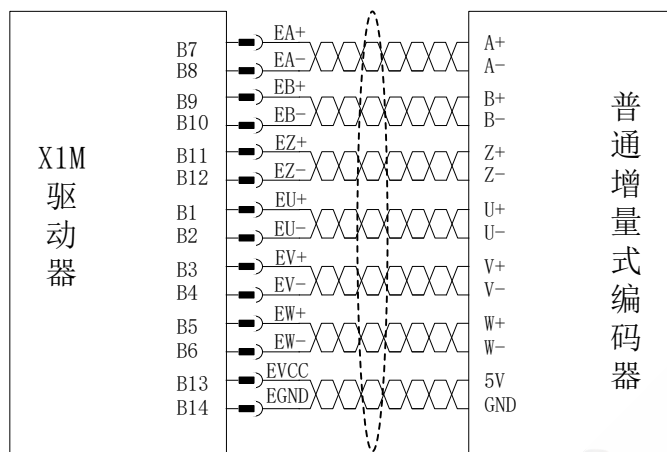 X1M
驱
动
器
B7 EA+ A+
B8 EA- A-
B9 EB+ B+
B10 EB- B-
B11 EZ+ Z+
B12 EZ- Z-
B1 EU+ U+
B2 EU- U-
B3 EV+ V+
B4 EV- V-
B5 EW+ W+
B6 EW- W-
B13 EVCC 5V
B14 EGND GND
普
通
增
量
式
编
码
器